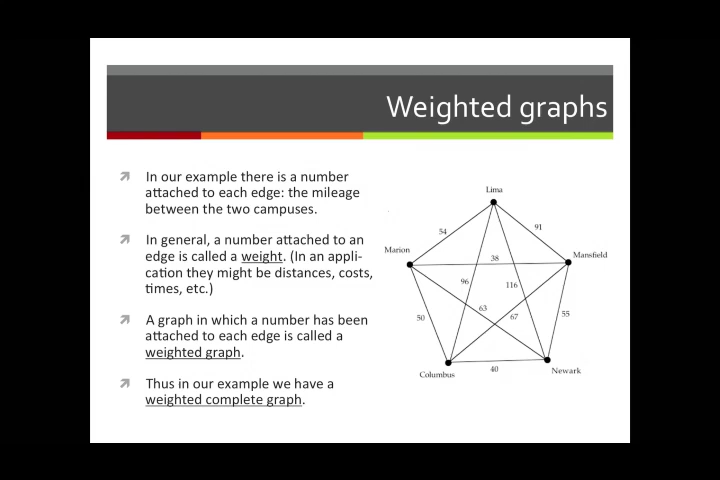 Weighted graphs
In our example there is a number
attached to each edge: the mileage
between the two campuses.
In general, a number attached to an
edge is called a weight. (In an appli-
cation they might be distances, costs,
times, etc.)
A graph in which a number has been
attached to each edge is called a
weighted graph.
Thus in our example we have a
weighted complete graph.
Lima
54
91
Marion
38
Mansfield
96
116
63
50
67
55
Columbus
40
Newark